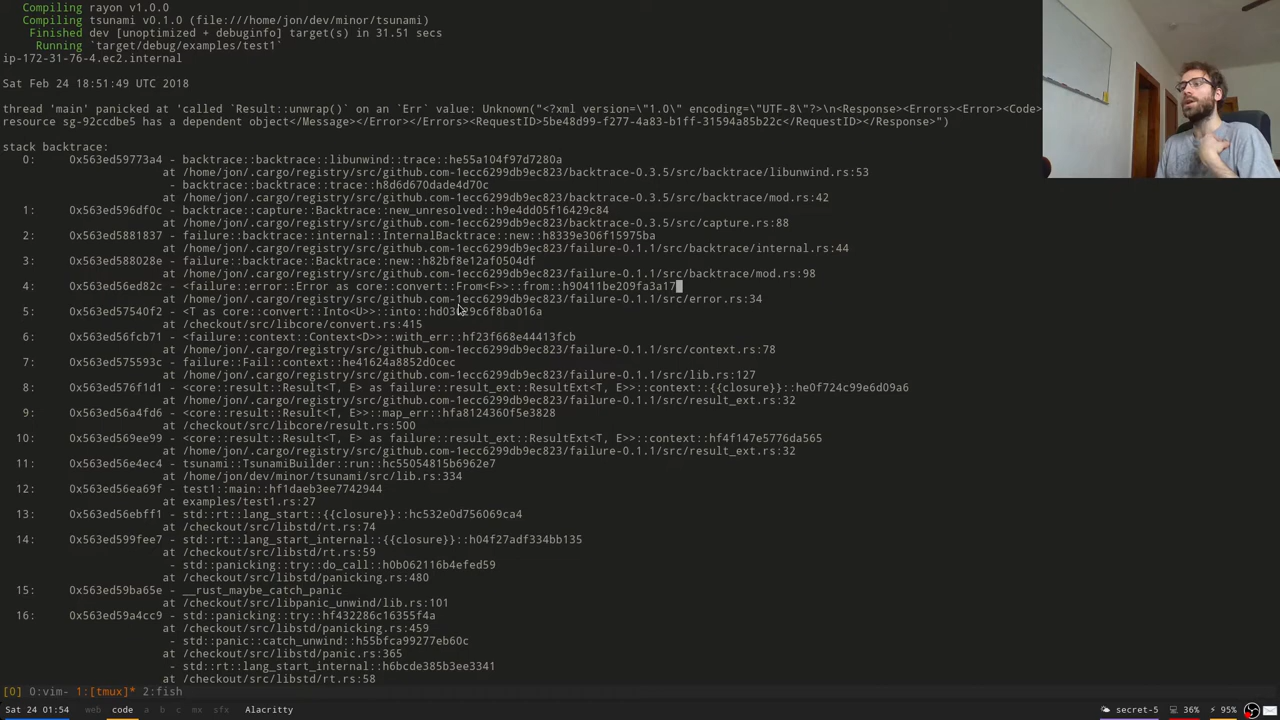 Compiling rayon v1.0.0
Compiling tsunami v0.1.0 (file:///home/jon/dev/minor/tsunami)
Finished dev [unoptimized + debuginfo] target(s) in 31.51 secs
Running `target/debug/examples/test1`
ip-172-31-76-4.ec2.internal
Sat Feb 24 18:51:49 UTC 2018
thread 'main' panicked at 'called `Result::unwrap()` on an `Err` value: Unknown("<?xml version=\"1.0\" encoding=\"UTF-8\"?>\n<Response><Errors><Error><Code>
resource sg-92ccdbe5 has a dependent object</Message></Error></Errors><RequestID>5be48d99-f277-4a83-b1ff-31594a85b22c</RequestID></Response>")
stack backtrace:
0: 0x563ed59773a4 - backtrace::backtrace::libunwind::trace::he55a104f97d7280a
at /home/jon/.cargo/registry/src/github.com-1ecc6299db9ec823/backtrace-0.3.5/src/backtrace/libunwind.rs:53
- backtrace::backtrace::trace::h8d6d670dade4d70c
at /home/jon/.cargo/registry/src/github.com-1ecc6299db9ec823/backtrace-0.3.5/src/backtrace/mod.rs:42
1: 0x563ed596df0c - backtrace::capture::Backtrace::new_unresolved::h9e4dd05f16429c84
at /home/jon/.cargo/registry/src/github.com-1ecc6299db9ec823/backtrace-0.3.5/src/capture.rs:88
2: 0x563ed5881837 - failure::backtrace::internal::InternalBacktrace::new::h8339e306f15975ba
at /home/jon/.cargo/registry/src/github.com-1ecc6299db9ec823/failure-0.1.1/src/backtrace/internal.rs:44
3: 0x563ed588028e - failure::backtrace::Backtrace::new::h82bf8e12af0504df
at /home/jon/.cargo/registry/src/github.com-1ecc6299db9ec823/failure-0.1.1/src/backtrace/mod.rs:98
4: 0x563ed56ed82c - <failure::error::Error as core::convert::From<F>>::from::h90411be209fa3a17
at /home/jon/.cargo/registry/src/github.com-1ecc6299db9ec823/failure-0.1.1/src/error.rs:34
5: 0x563ed57540f2 - <T as core::convert::Into<U>>::into::
at /checkout/src/libcore/convert.rs:415
6: 0x563ed56fcb71 - <failure::context::Context<D>>::with_err::hf23f668e44413fcb
at /home/jon/.cargo/registry/src/github.com-1ecc6299db9ec823/failure-0.1.1/src/context.rs:78
7: 0x563ed575593c - failure::Fail::context::he41624a8852d0cec
at /home/jon/.cargo/registry/src/github.com-1ecc6299db9ec823/failure-0.1.1/src/lib.rs:127
8: 0x563ed576f1d1 - <core::result::Result<T, E> as failure::result_ext::ResultExt<T, E>>::context::{{closure}}::he0f724c99e6d09a6
at /home/jon/.cargo/registry/src/github.com-1ecc6299db9ec823/failure-0.1.1/src/result_ext.rs:32
9: 0x563ed56a4fd6 - <core::result::Result<T, E>>::map_err::hfa8124360f5e3828
at /checkout/src/libcore/result.rs:500
10: 0x563ed569ee99 - <core::result::Result<T, E> as failure::result_ext::ResultExt<T, E>>::context::hf4f147e5776da565
at /home/jon/.cargo/registry/src/github.com-1ecc6299db9ec823/failure-0.1.1/src/result_ext.rs:32
11: 0x563ed56e4ec4 - tsunami::TsunamiBuilder::run::hc55054815b6962e7
at /home/jon/dev/minor/tsunami/src/lib.rs:334
12: 0x563ed56ea69f - test1::main::hf1daeb3ee7742944
at examples/test1.rs:27
13: 0x563ed56ebff1 - std::rt::lang_start::{{closure}}::hc532e0d756069ca4
at /checkout/src/libstd/rt.rs:74
14: 0x563ed599fee7 - std::rt::lang_start_internal::{{closure}}::h04f27adf334bb135
at /checkout/src/libstd/rt.rs:59
- std::panicking::try::do_call::h0b062116b4efed59
at /checkout/src/libstd/panicking.rs:480
15: 0x563ed59ba65e - __rust_maybe_catch_panic
at /checkout/src/libpanic_unwind/lib.rs:101
16: 0x563ed59a4cc9 - std::panicking::try::hf432286c16355f4a
at /checkout/src/libstd/panicking.rs:459
- std::panic::catch_unwind::h55bfca99277eb60c
at /checkout/src/libstd/panic.rs:365
- std::rt::lang_start_internal::h6bcde385b3ee3341
at /checkout/src/libstd/rt.rs:58
[0] 0:vim- 1:[tmux]* 2:fish
Sat 24 01:54 web code a b c mx sfx Alacritty secret-5 36% 95%